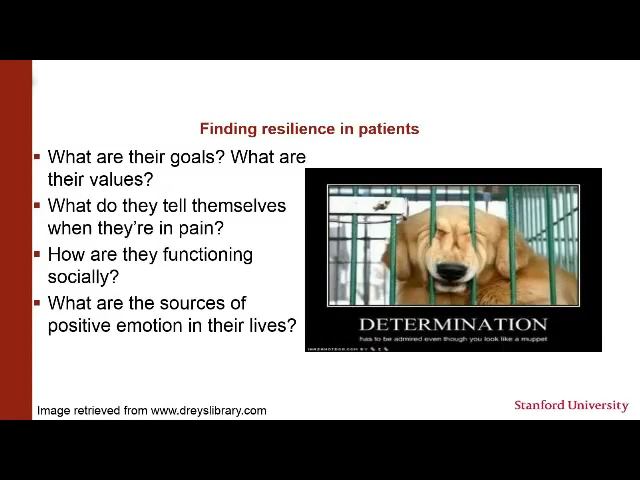 Finding resilience in patients
▪ What are their goals? What are
their values?
▪ What do they tell themselves
when they're in pain?
▪ How are they functioning
socially?
▪ What are the sources of
positive emotion in their lives?
DETERMINATION
has to be admired even though you look like a muppet
Image retrieved from www.dreyslibrary.com
Stanford University